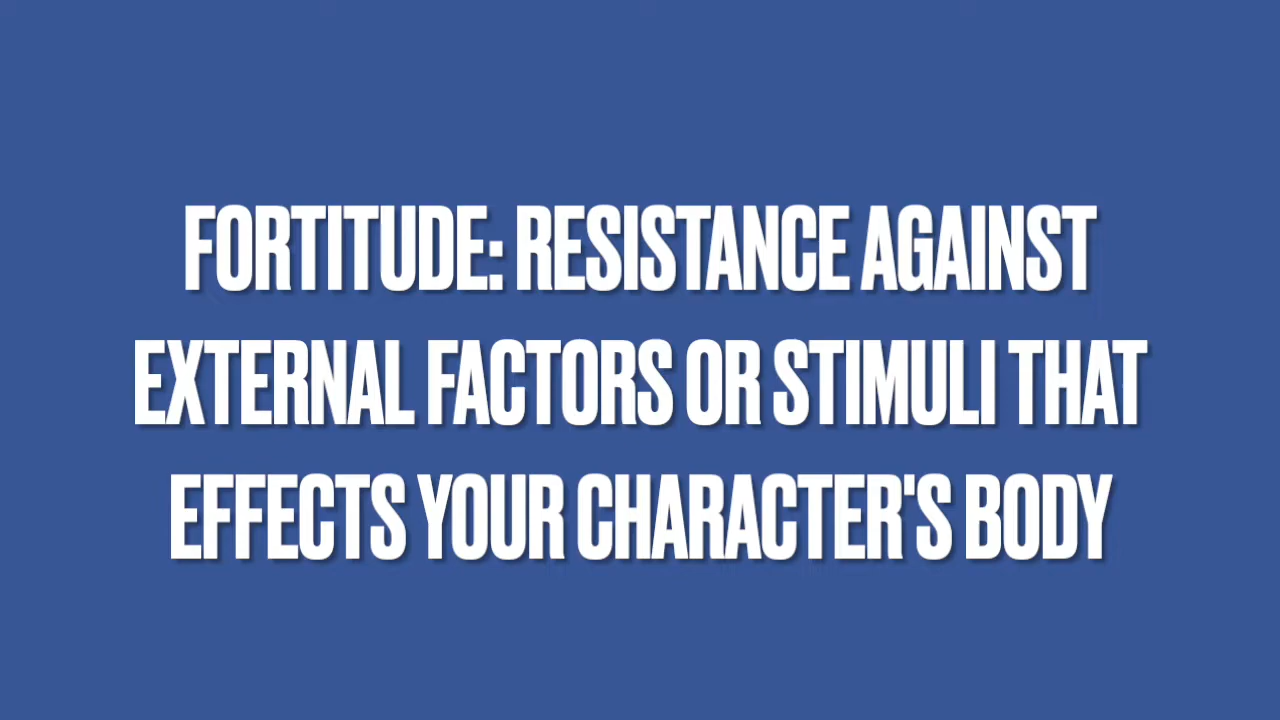 FORTITUDE: RESISTANCE AGAINST
EXTERNAL FACTORS OR STIMULI THAT
EFFECTS YOUR CHARACTER'S BODY